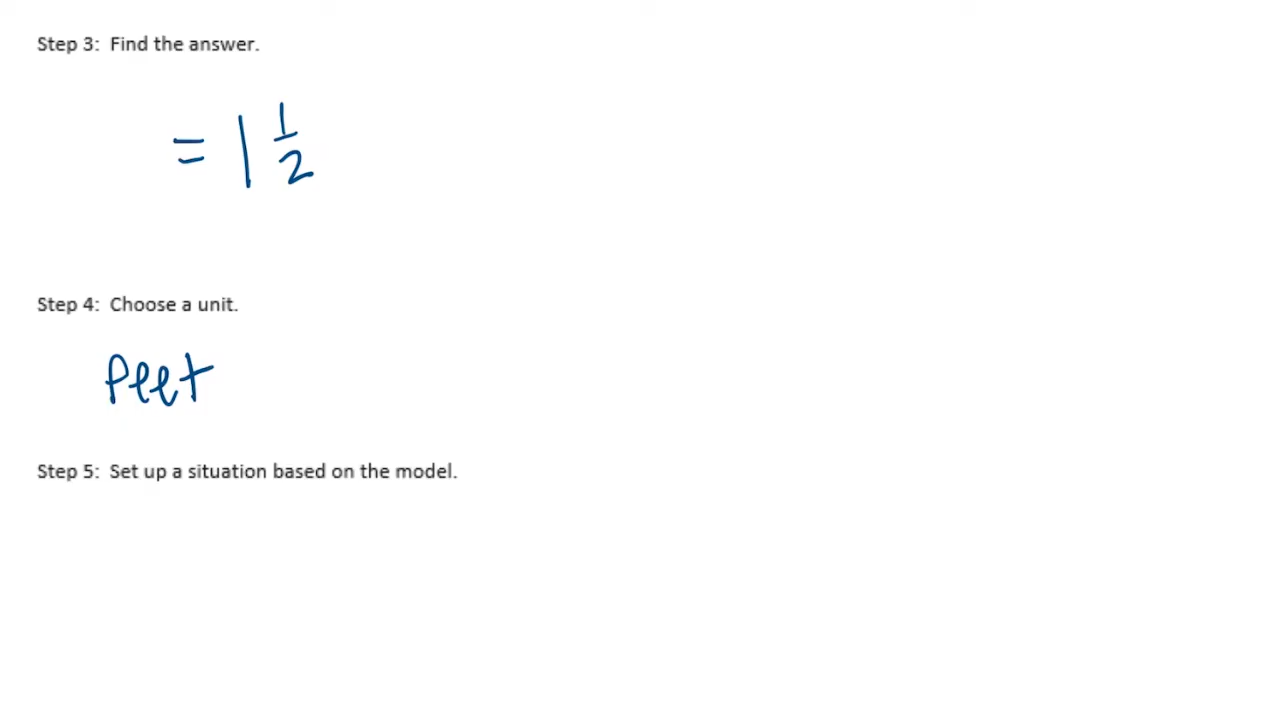 Step 3: Find the answer.
= 1 1/2
Step 4: Choose a unit.
feet
Step 5: Set up a situation based on the model.